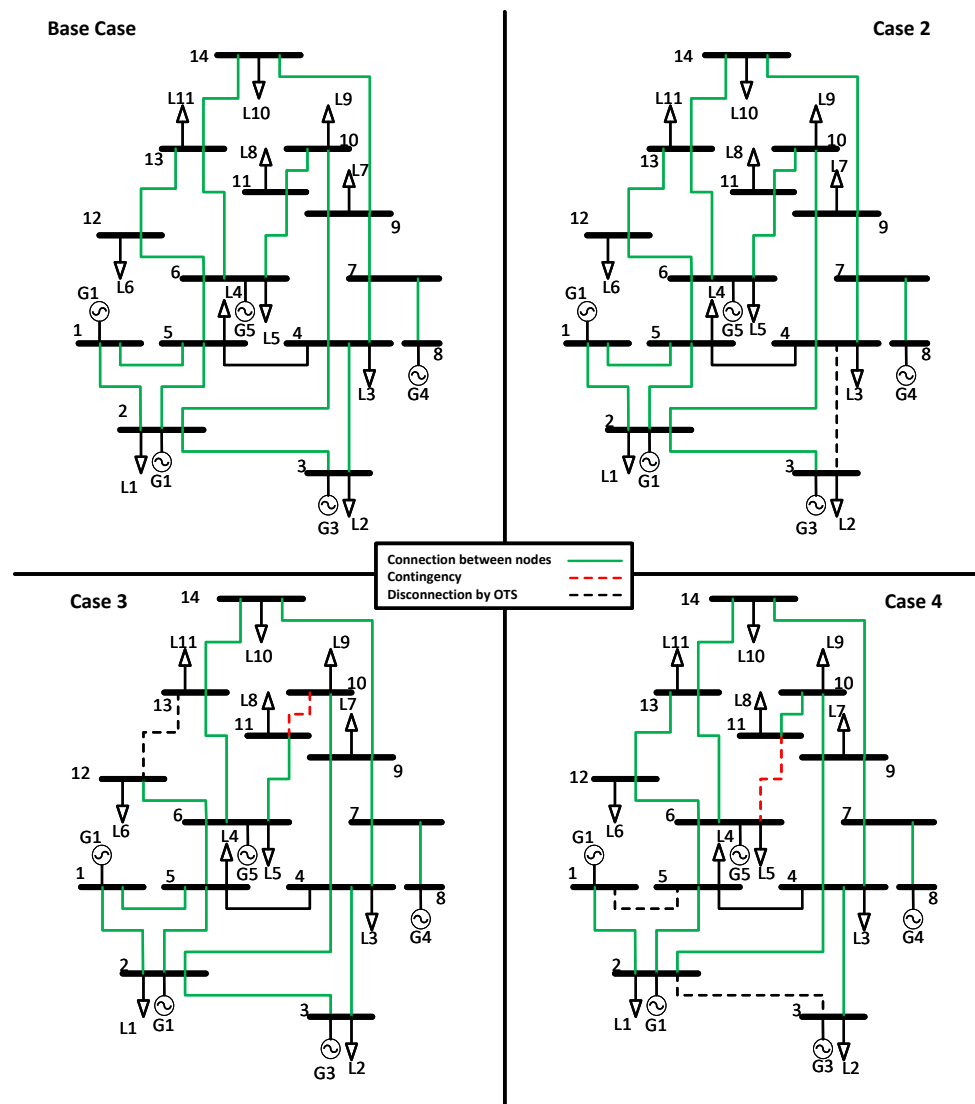 Base Case
14
L10
L11
13
L9
10
L8
11
L7
9
12
L6
6
L4
G5
L5
7
G1
1
5
4
L3
8
G4
2
L1
G1
3
G3
L2
Case 2
14
L10
L11
13
L9
10
L8
11
L7
9
12
L6
6
L4
G5
L5
7
G1
1
5
4
L3
8
G4
2
L1
G1
3
G3
L2
Connection between nodes
Contingency
Disconnection by OTS
Case 3
14
L10
L11
13
L9
10
L8
11
L7
9
12
L6
6
L4
G5
L5
7
G1
1
5
4
L3
8
G4
2
L1
G1
3
G3
L2
Case 4
14
L10
L11
13
L9
10
L8
11
L7
9
12
L6
6
L4
G5
L5
7
G1
1
5
4
L3
8
G4
2
L1
G1
3
G3
L2